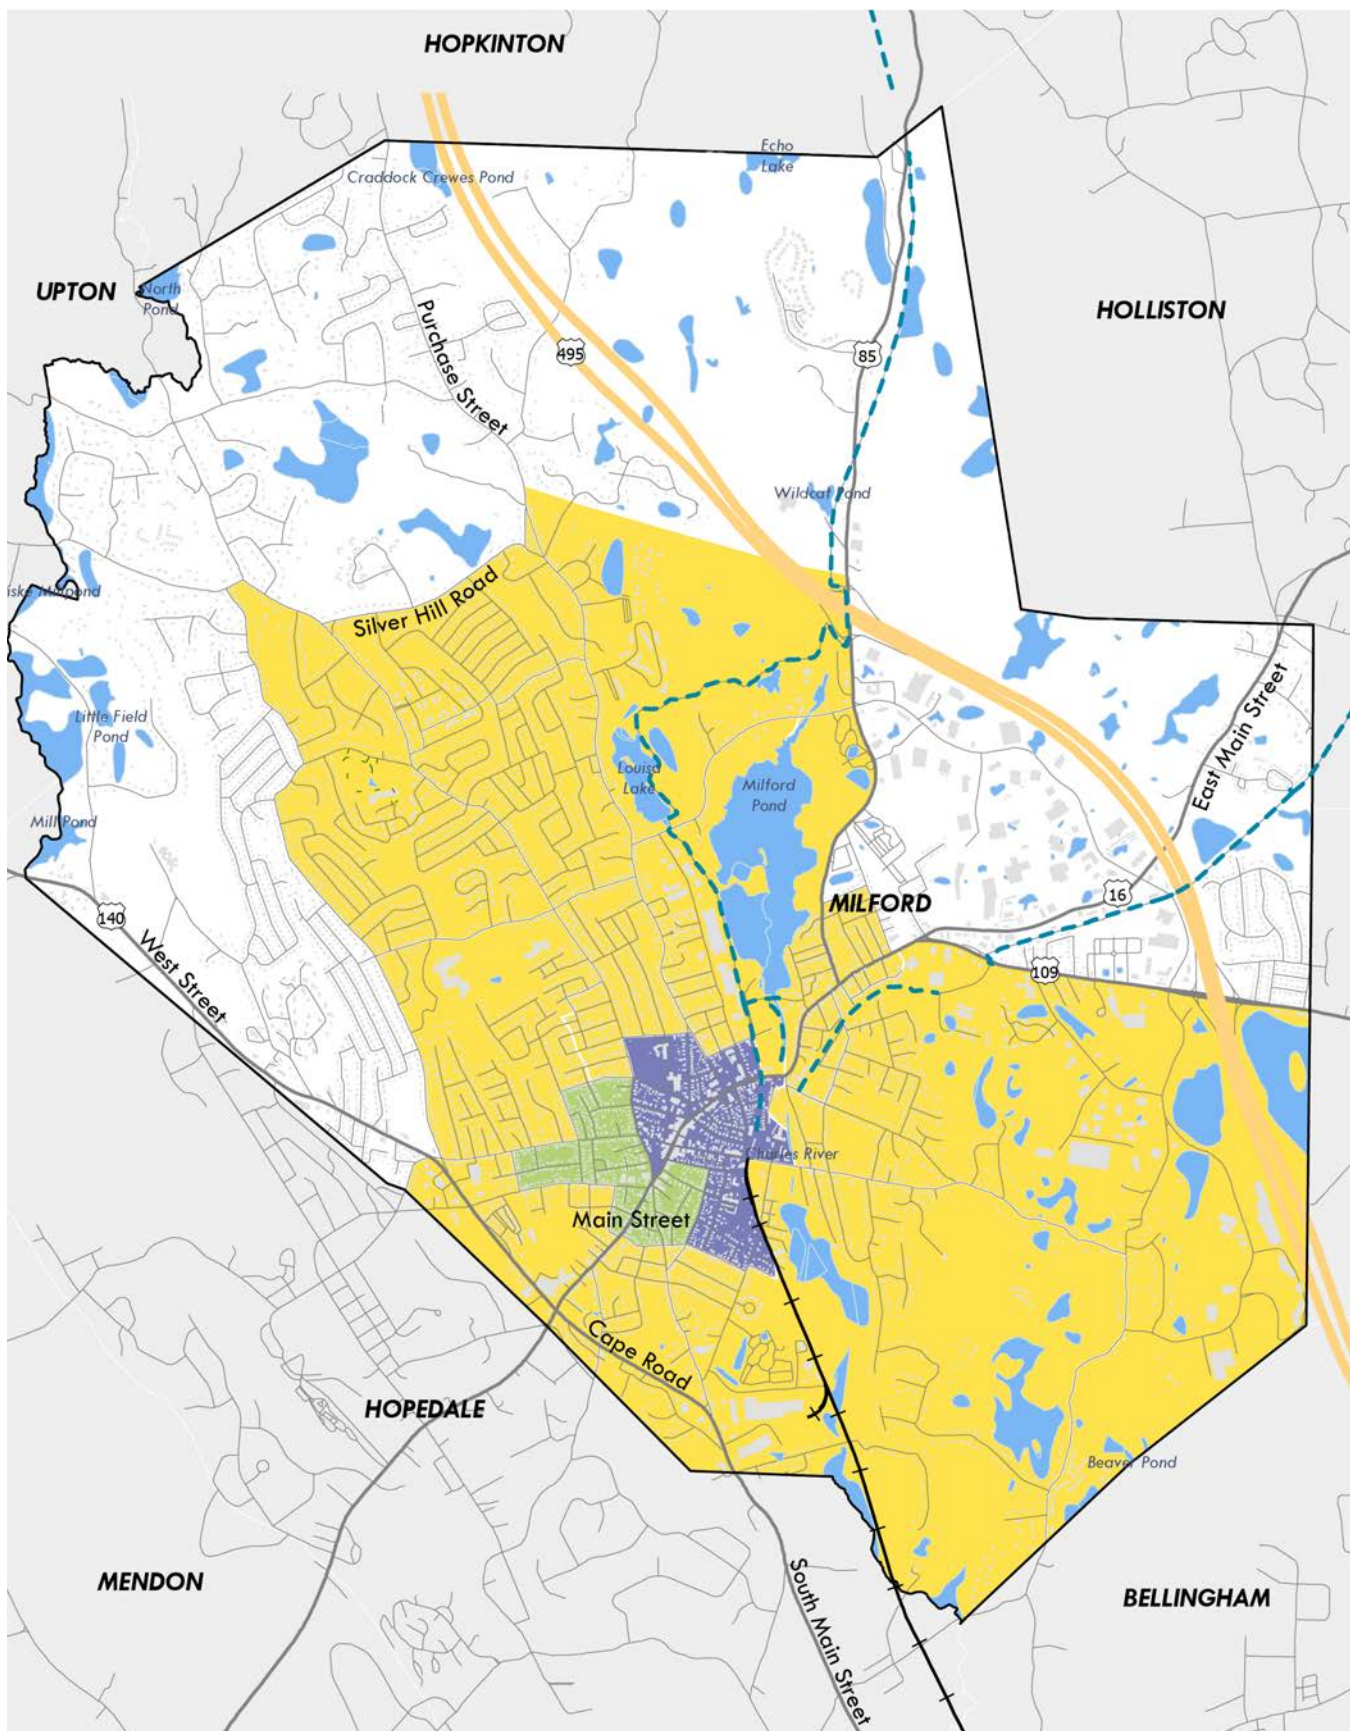 HOPKINTON
Echo
Lake
Craddock Crewes Pond
UPTON
North
Pond
HOLLISTON
Purchase Street
495
85
Wildcat Pond
Silver Hill Road
Little Field
Pond
East Main Street
Louisa
Lake
Milford
Pond
Mill Pond
140
MILFORD
16
West Street
109
Charles River
Main Street
Cape Road
HOPEDALE
Beaver Pond
MENDON
South Main Street
BELLINGHAM